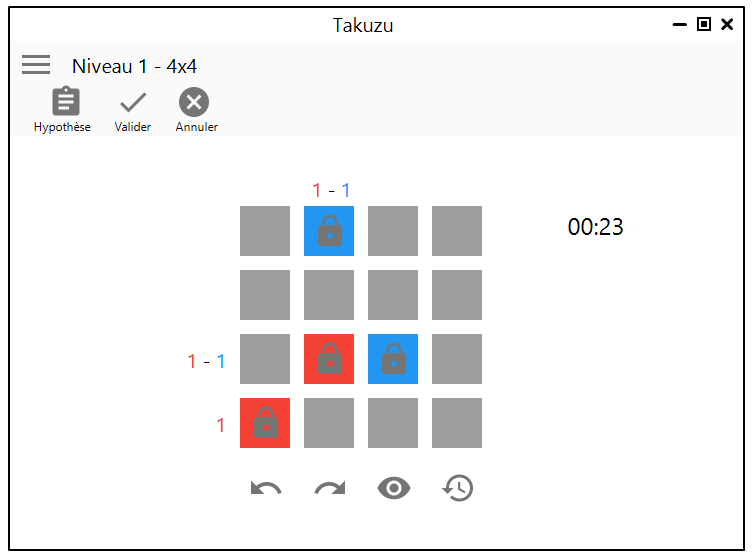 Takuzu
Niveau 1 - 4x4
Hypothèse Valider Annuler
1 - 1
00:23
1 - 1
1